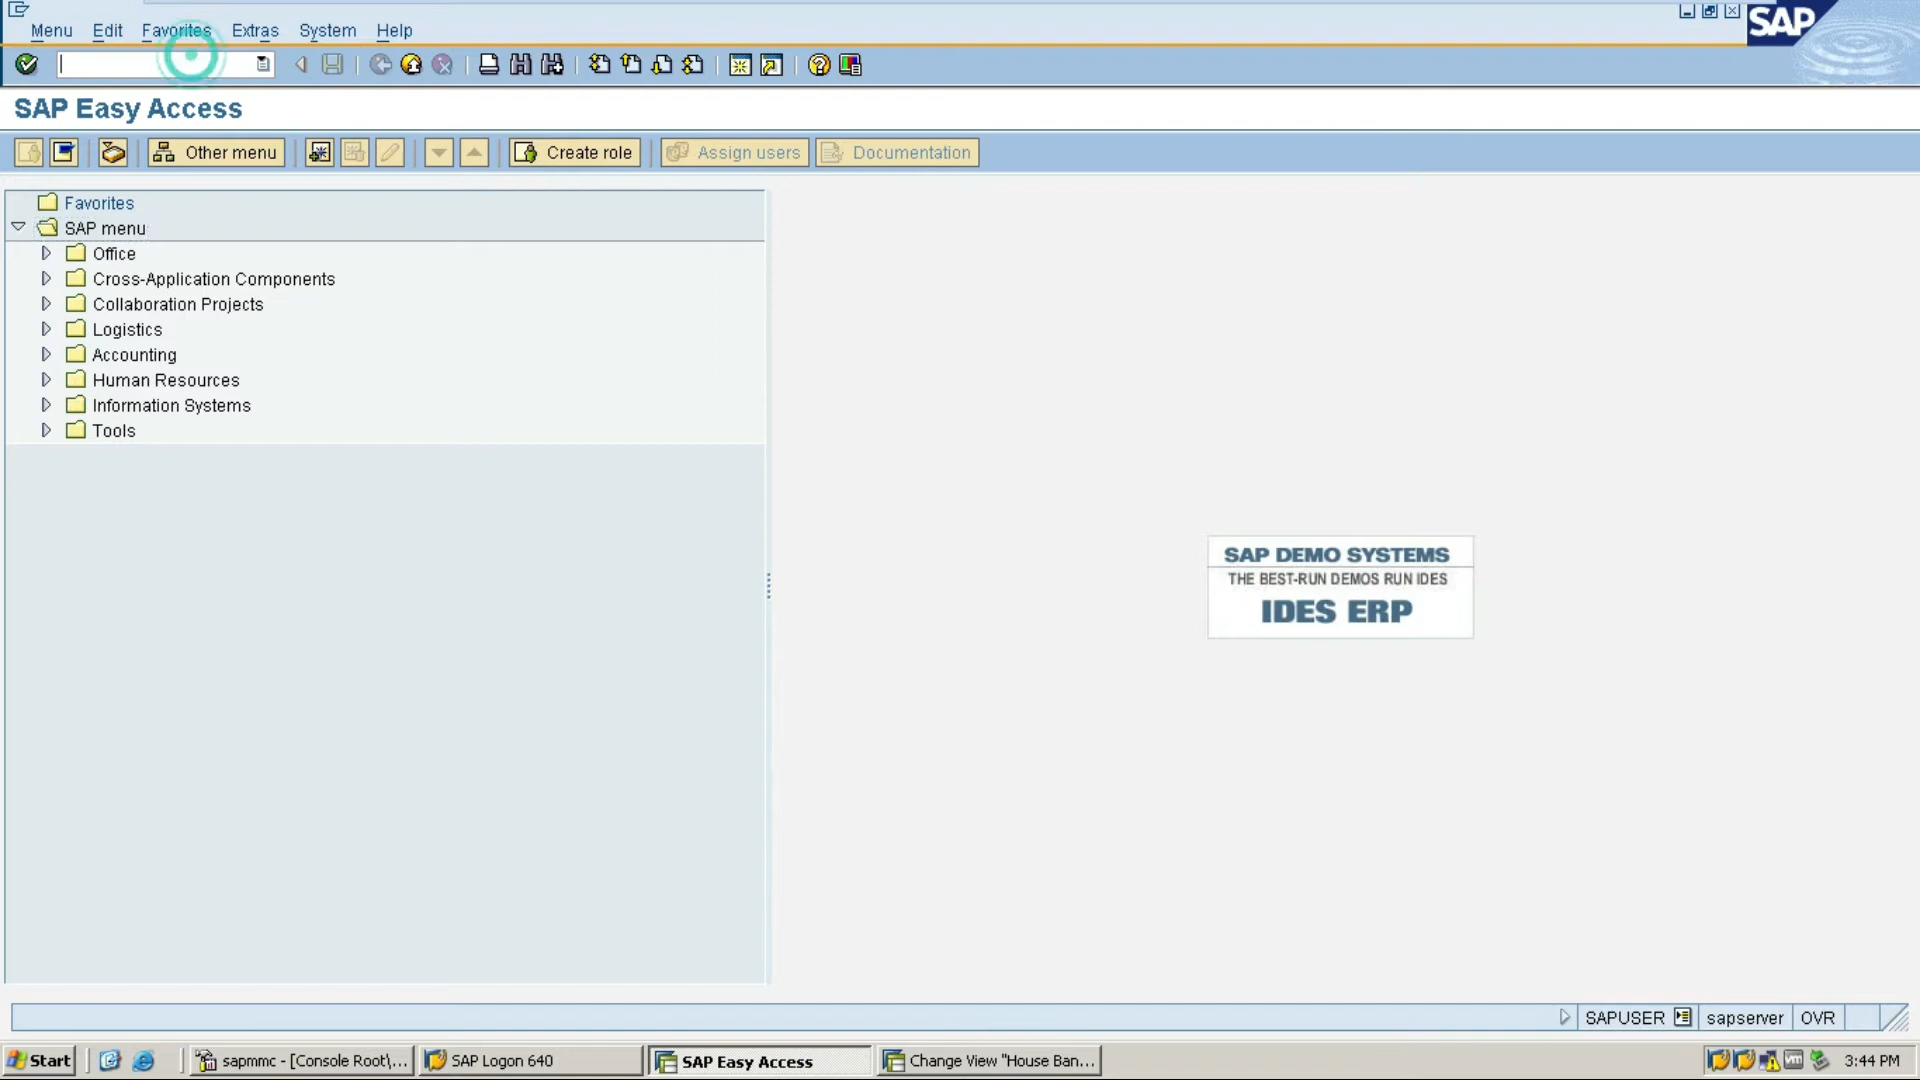 Menu Edit Favorites Extras System Help
SAP
SAP Easy Access
Other menu Create role Assign users Documentation
Favorites
SAP menu
Office
Cross-Application Components
Collaboration Projects
Logistics
Accounting
Human Resources
Information Systems
Tools
SAP DEMO SYSTEMS
THE BEST-RUN DEMOS RUN IDES
IDES ERP
SAPUSER sapserver OVR
Start sapmmc - [Console Root\... SAP Logon 640 SAP Easy Access Change View "House Ban... 3:44 PM